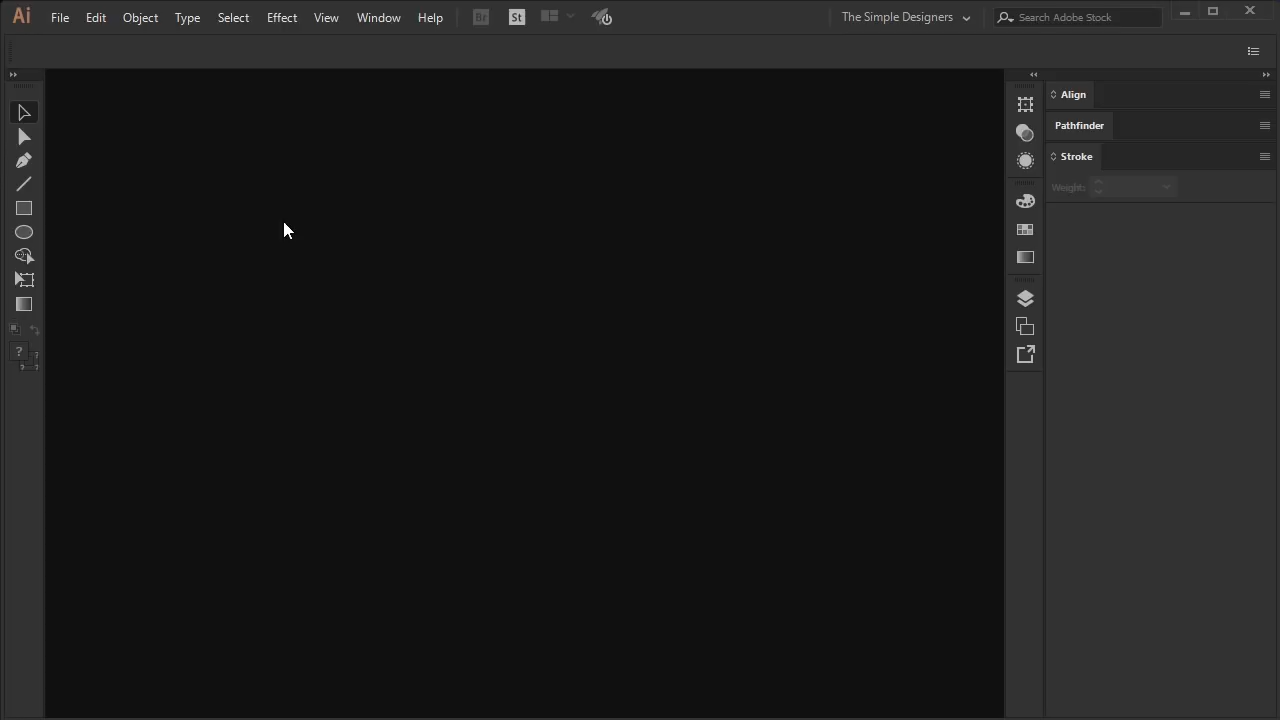 Ai File Edit Object Type Select Effect View Window Help Br St The Simple Designers Search Adobe Stock
Align
Pathfinder
Stroke
Weight:
? ?
? ?